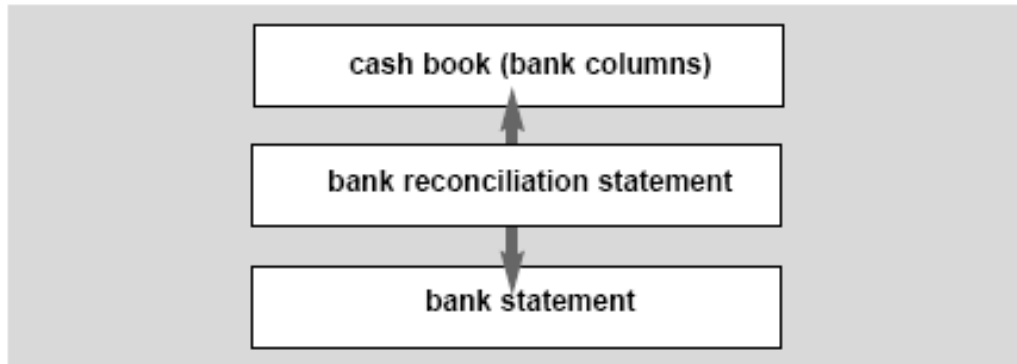 cash book (bank columns)
bank reconciliation statement
bank statement